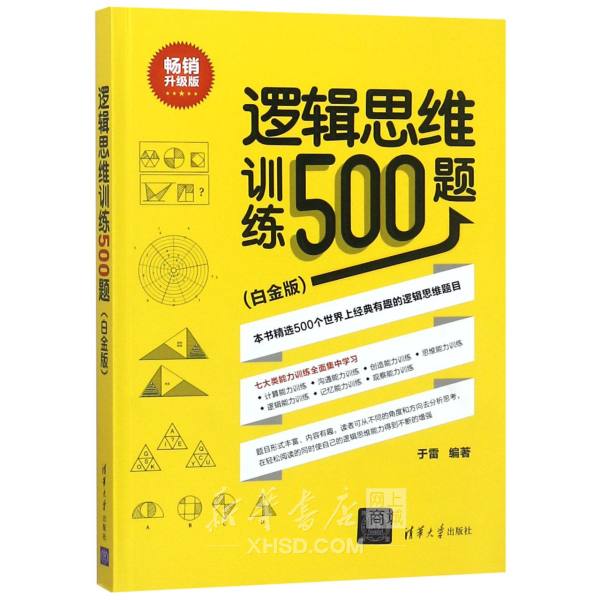 畅销
升级版
逻辑思维
训练500题
(白金版)
本书精选500个世界上经典有趣的逻辑思维题目
七大类能力训练全面集中学习
• 计算能力训练 • 沟通能力训练 • 创造能力训练 • 思维能力训练
• 逻辑能力训练 • 记忆能力训练 • 观察能力训练
题目形式丰富、内容有趣,读者可从不同的角度和方向去分析思考,
在轻松阅读的同时使自己的逻辑思维能力得到不断的增强
于雷 编著
清华大学出版社
逻辑思维训练500题(白金版)
清华大学出版社
?
A
B
C
新华书店
网上
商城
XHSD.COM